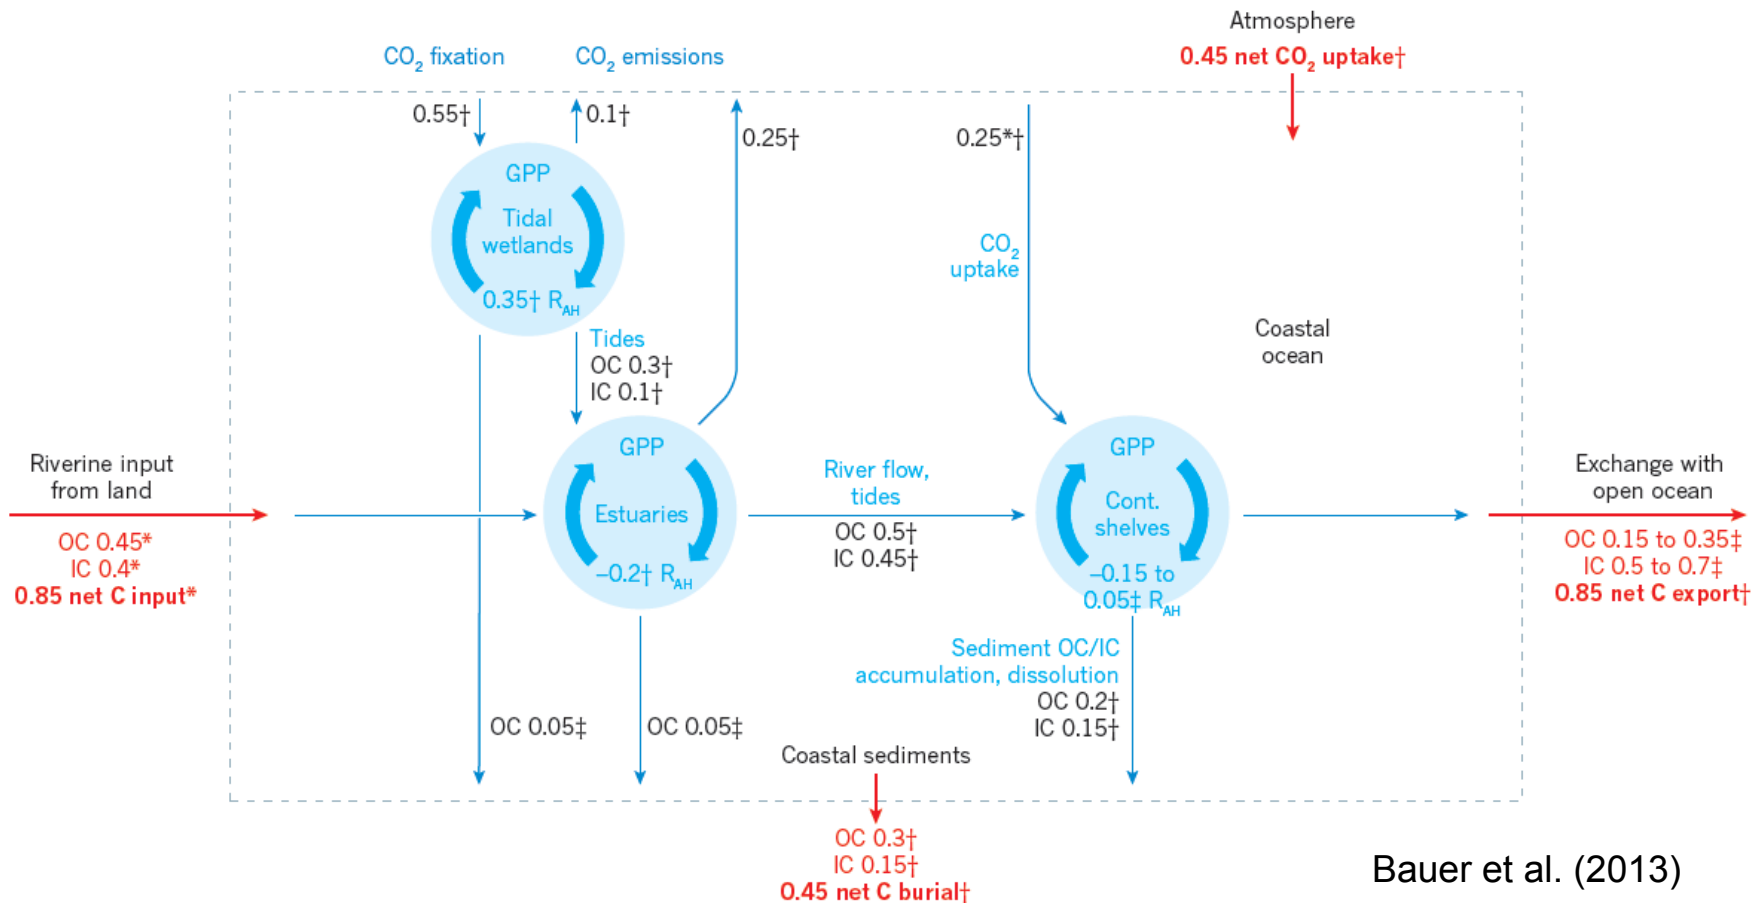 Atmosphere
0.45 net CO₂ uptake†
CO₂ fixation
CO₂ emissions
0.55†
0.1†
0.25†
0.25*†
GPP
Tidal
wetlands
0.35† R_AH
CO₂
uptake
Coastal
ocean
Tides
OC 0.3†
IC 0.1†
Riverine input
from land
OC 0.45*
IC 0.4*
0.85 net C input*
GPP
Estuaries
–0.2† R_AH
River flow,
tides
OC 0.5†
IC 0.45†
GPP
Cont.
shelves
–0.15 to
0.05‡ R_AH
Exchange with
open ocean
OC 0.15 to 0.35‡
IC 0.5 to 0.7‡
0.85 net C export†
Sediment OC/IC
accumulation, dissolution
OC 0.2†
IC 0.15†
OC 0.05‡
OC 0.05‡
Coastal sediments
OC 0.3†
IC 0.15†
0.45 net C burial†
Bauer et al. (2013)